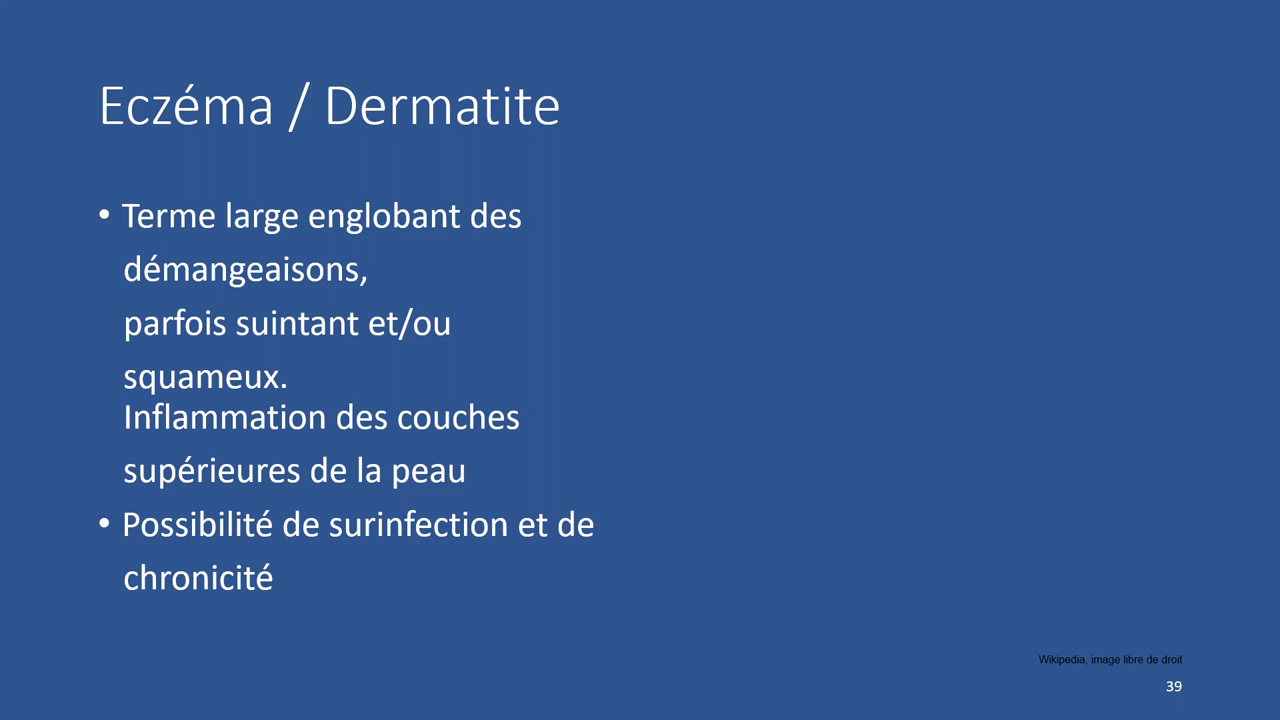 Eczéma / Dermatite
• Terme large englobant des
démangeaisons,
parfois suintant et/ou
squameux.
Inflammation des couches
supérieures de la peau
• Possibilité de surinfection et de
chronicité
Wikipedia, image libre de droit
39